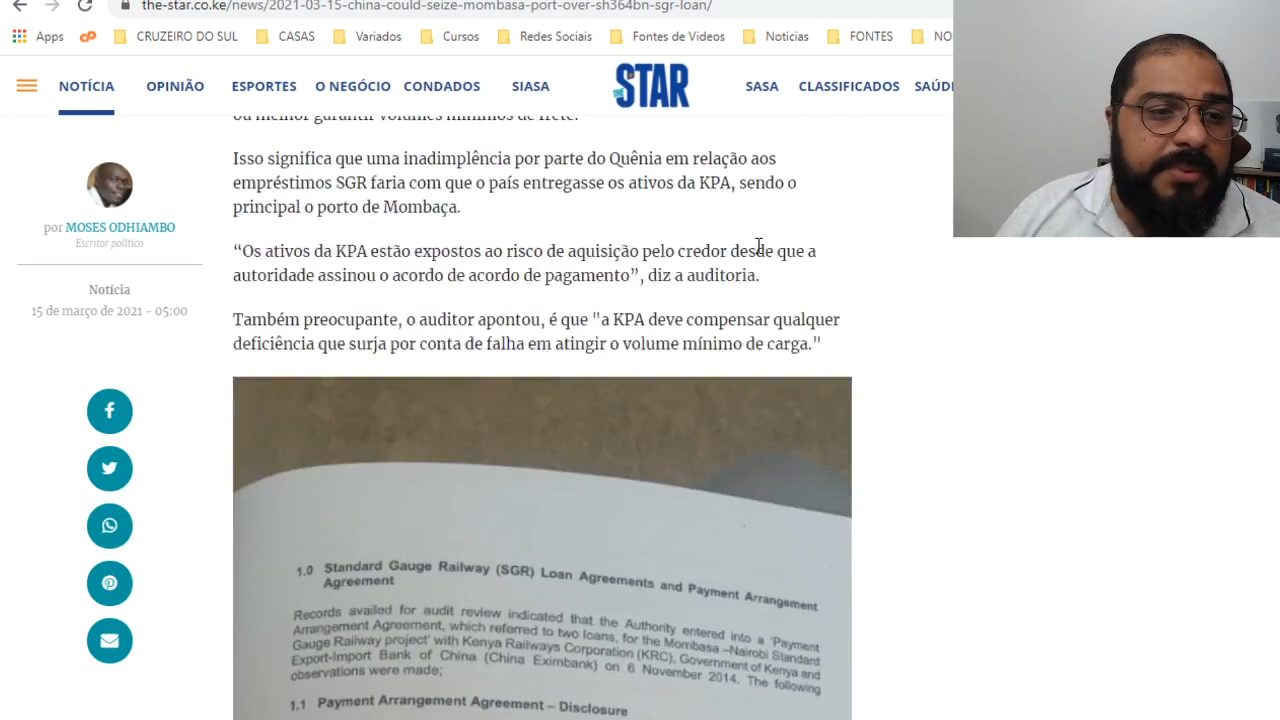 the-star.co.ke/news/2021-03-15-china-could-seize-mombasa-port-over-sh364bn-sgr-loan/
Apps CRUZEIRO DO SUL CASAS Variados Cursos Redes Sociais Fontes de Videos Noticias FONTES NO
NOTÍCIA OPINIÃO ESPORTES O NEGÓCIO CONDADOS SIASA THE STAR SASA CLASSIFICADOS SAÚD
ou melhor garantir volumes mínimos de frete.
Isso significa que uma inadimplência por parte do Quênia em relação aos
empréstimos SGR faria com que o país entregasse os ativos da KPA, sendo o
principal o porto de Mombaça.
por MOSES ODHIAMBO
Escritor político
Notícia
15 de março de 2021 - 05:00
“Os ativos da KPA estão expostos ao risco de aquisição pelo credor desde que a
autoridade assinou o acordo de acordo de pagamento”, diz a auditoria.
Também preocupante, o auditor apontou, é que "a KPA deve compensar qualquer
deficiência que surja por conta de falha em atingir o volume mínimo de carga."
1.0 Standard Gauge Railway (SGR) Loan Agreements and Payment Arrangement
Agreement
Records availed for audit review indicated that the Authority entered into a 'Payment
Arrangement Agreement, which referred to two loans, for the Mombasa –Nairobi Standard
Gauge Railway project' with Kenya Railways Corporation (KRC), Government of Kenya and
Export-Import Bank of China (China Eximbank) on 6 November 2014. The following
observations were made;
1.1 Payment Arrangement Agreement – Disclosure